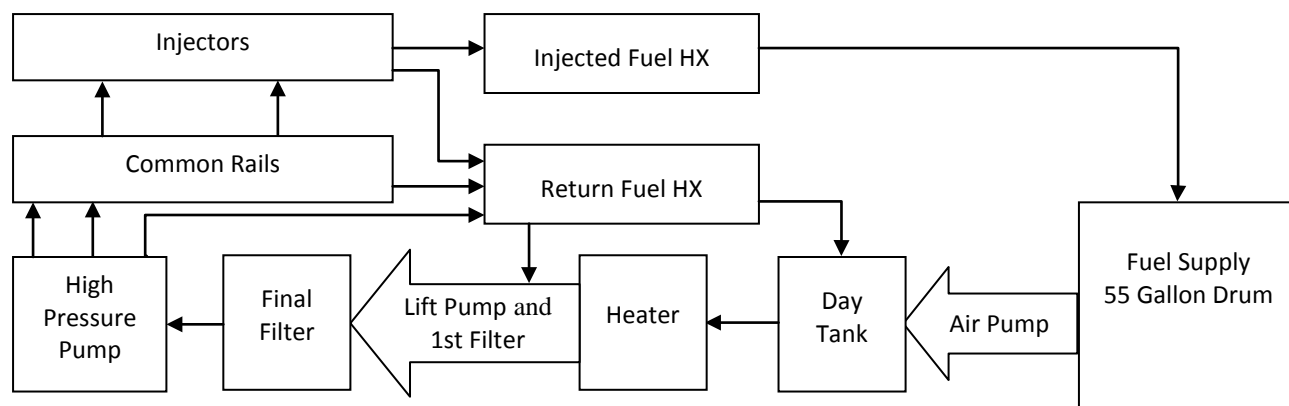 Injectors
Injected Fuel HX
Common Rails
Return Fuel HX
High
Pressure
Pump
Final
Filter
Lift Pump and
1st Filter
Heater
Day
Tank
Air Pump
Fuel Supply
55 Gallon Drum